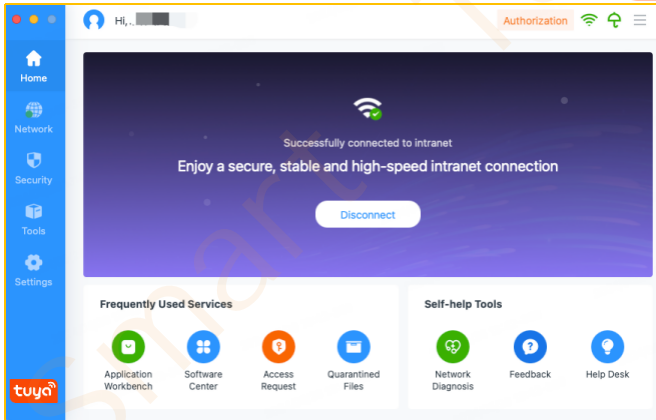 Hi,
Authorization
Home
Network
Security
Tools
Settings
Successfully connected to intranet
Enjoy a secure, stable and high-speed intranet connection
Disconnect
Frequently Used Services
Application
Workbench
Software
Center
Access
Request
Quarantined
Files
Self-help Tools
Network
Diagnosis
Feedback
Help Desk
tuya
smart